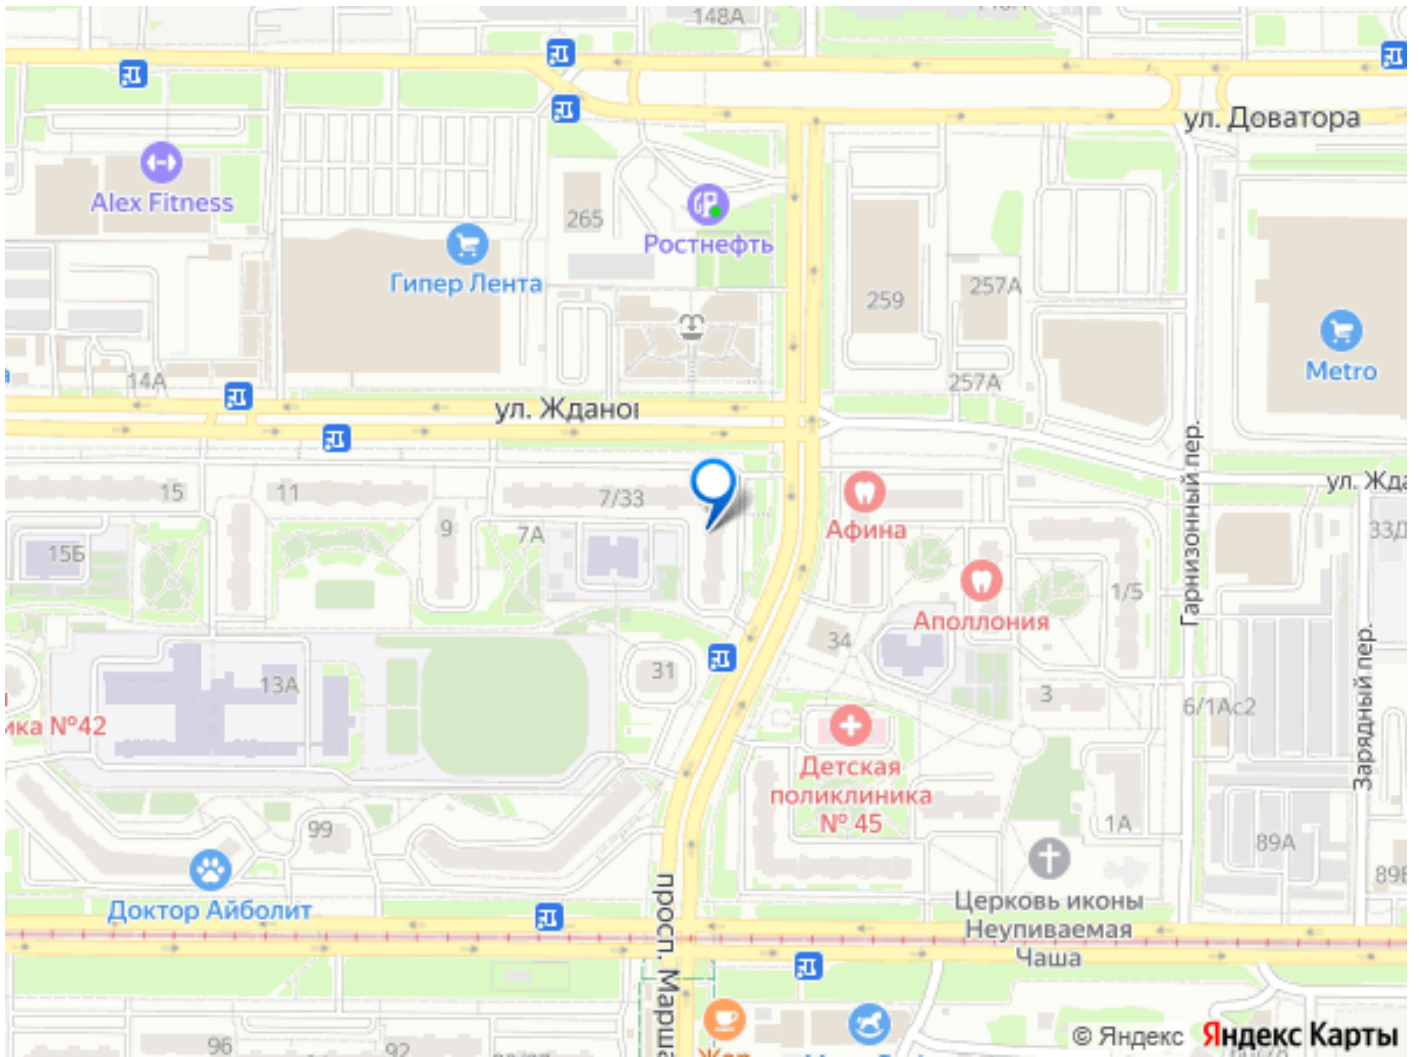 148А
ул. Доватора
Alex Fitness
265
Ростнефть
Гипер Лента
259
257А
14А
257А
Metro
ул. Ждано
15
11
7/33
9
7А
15Б
Афина
Гарнизонный пер.
ул. Жда
33Д
Аполлония
1/5
34
31
13А
3
6/1Ас2
Зарядный пер.
ика №42
Детская
поликлиника
№ 45
99
1А
89А
Доктор Айболит
просп. Марша
Церковь иконы
Неупиваемая
Чаша
96
92
© Яндекс Яндекс Карты